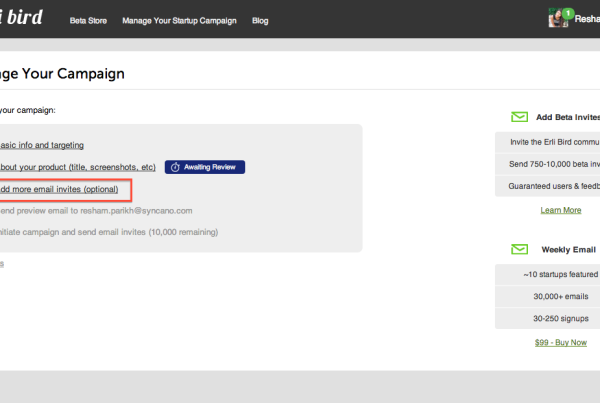 i bird
Beta Store Manage Your Startup Campaign Blog
1
Resha
ge Your Campaign
your campaign:
asic info and targeting
bout your product (title, screenshots, etc) Awaiting Review
dd more email invites (optional)
end preview email to resham.parikh@syncano.com
nitiate campaign and send email invites (10,000 remaining)
s
Add Beta Invites
Invite the Erli Bird commu
Send 750-10,000 beta inv
Guaranteed users & feedb
Learn More
Weekly Email
~10 startups featured
30,000+ emails
30-250 signups
$99 - Buy Now